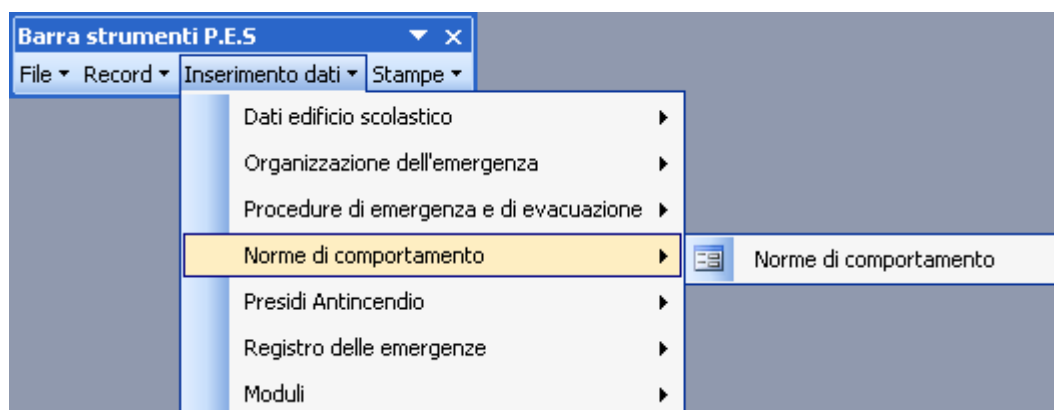 Barra strumenti P.E.S
File Record Inserimento dati Stampe
Dati edificio scolastico
Organizzazione dell'emergenza
Procedure di emergenza e di evacuazione
Norme di comportamento Norme di comportamento
Presidi Antincendio
Registro delle emergenze
Moduli